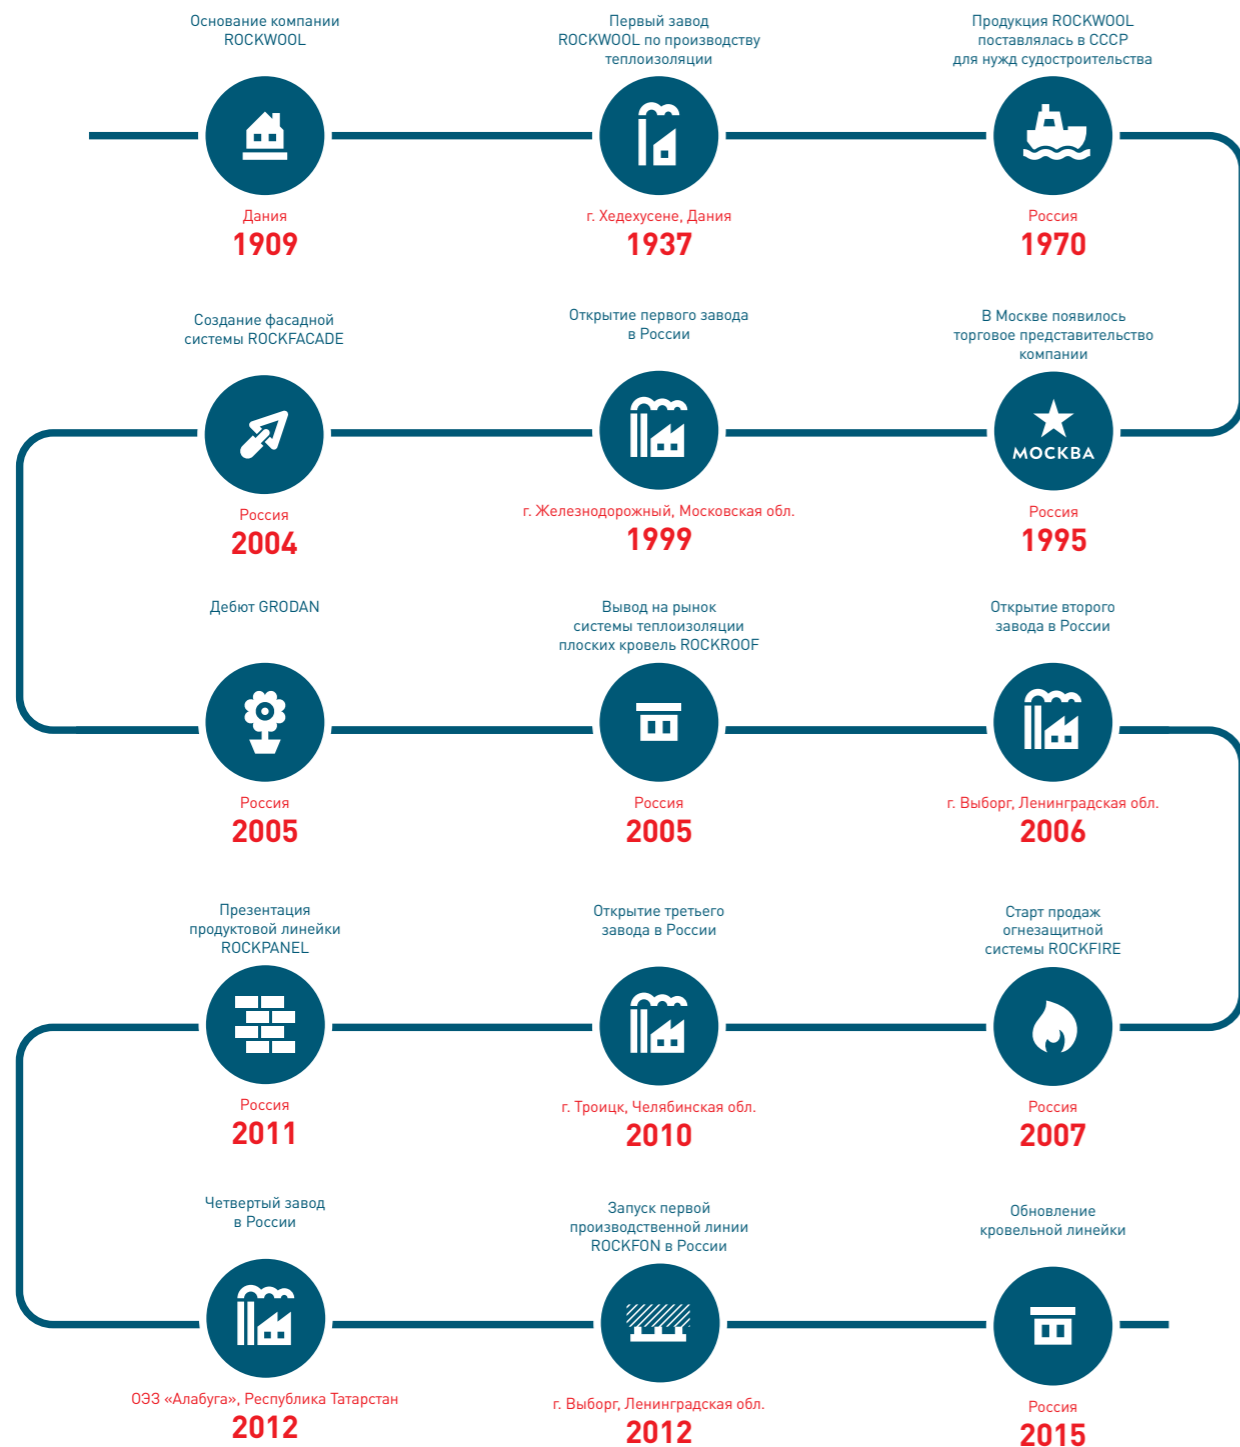 Основание компании
ROCKWOOL
Дания
1909
Первый завод
ROCKWOOL по производству
теплоизоляции
г. Хедехусене, Дания
1937
Продукция ROCKWOOL
поставлялась в СССР
для нужд судостроительства
Россия
1970
В Москве появилось
торговое представительство
компании
МОСКВА
Россия
1995
Открытие первого завода
в России
г. Железнодорожный, Московская обл.
1999
Создание фасадной
системы ROCKFACADE
Россия
2004
Дебют GRODAN
Россия
2005
Вывод на рынок
системы теплоизоляции
плоских кровель ROCKROOF
Россия
2005
Открытие второго
завода в России
г. Выборг, Ленинградская обл.
2006
Старт продаж
огнезащитной
системы ROCKFIRE
Россия
2007
Открытие третьего
завода в России
г. Троицк, Челябинская обл.
2010
Презентация
продуктовой линейки
ROCKPANEL
Россия
2011
Четвертый завод
в России
ОЭЗ «Алабуга», Республика Татарстан
2012
Запуск первой
производственной линии
ROCKFON в России
г. Выборг, Ленинградская обл.
2012
Обновление
кровельной линейки
Россия
2015